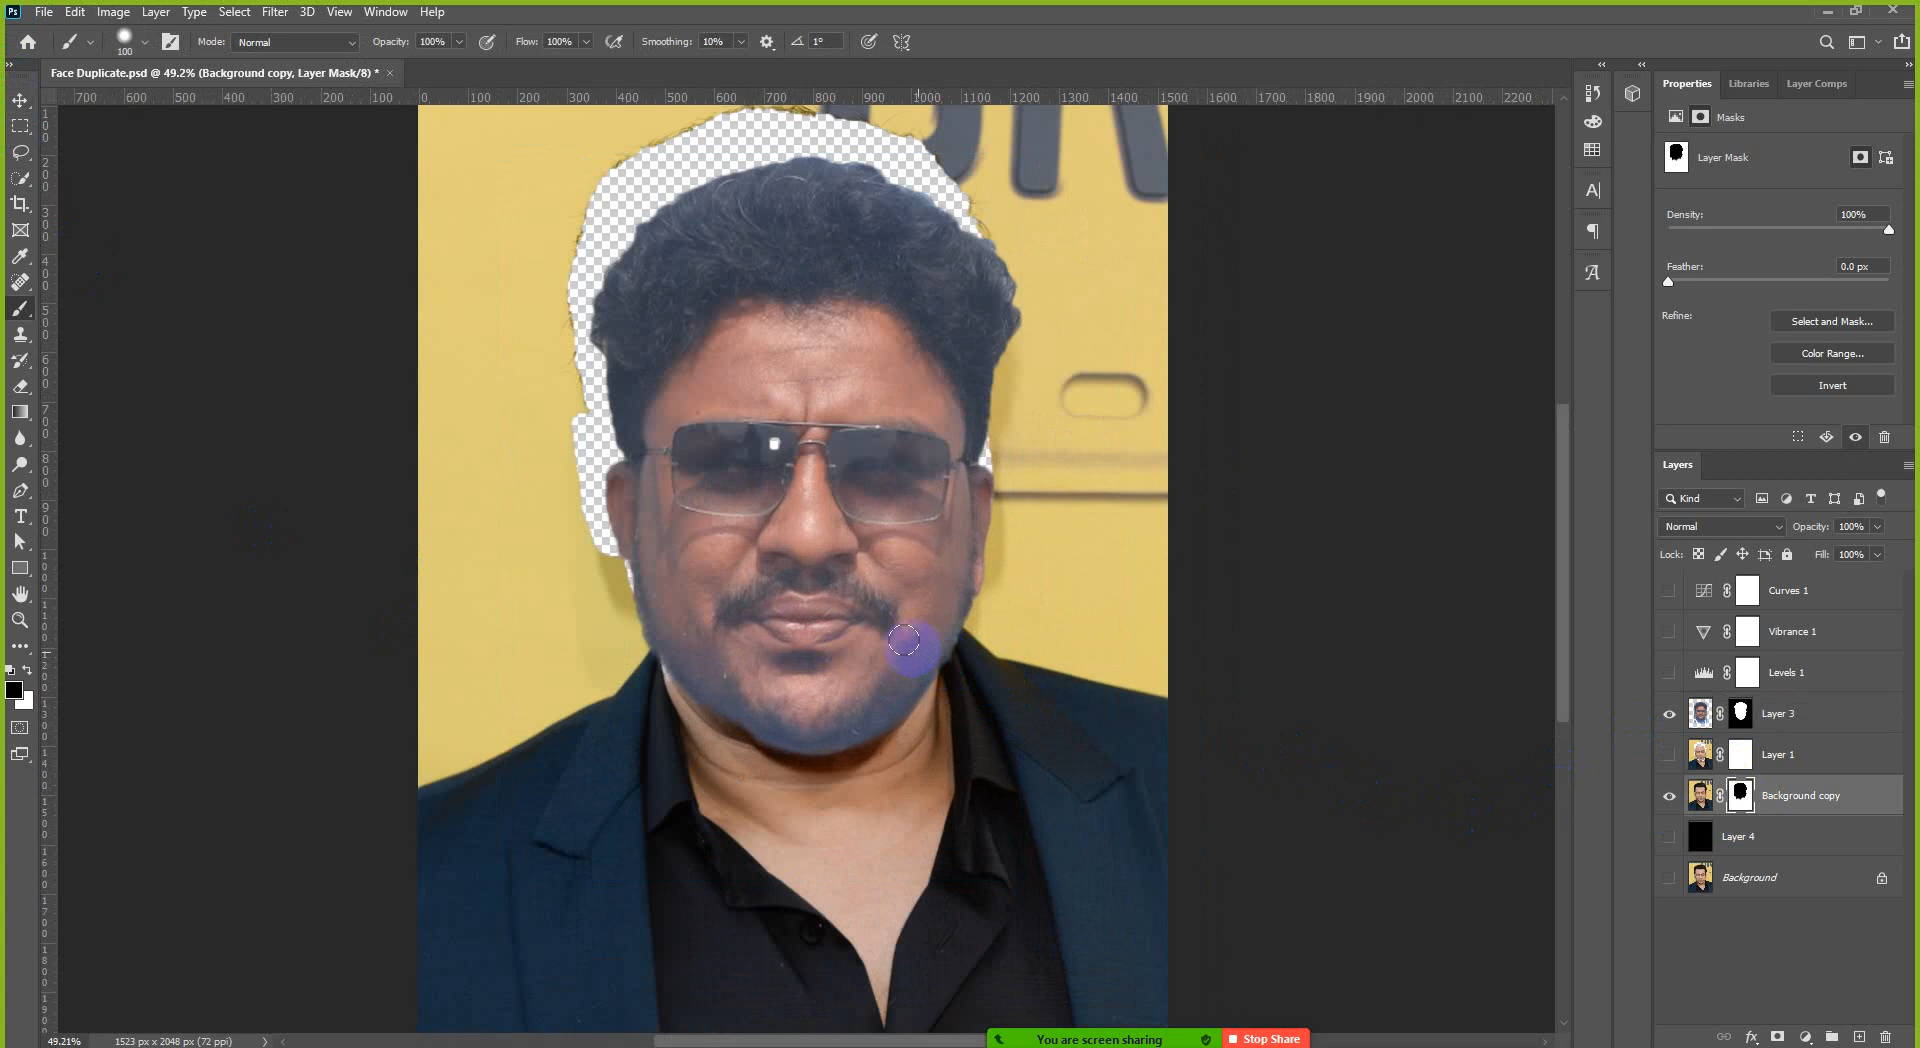 Ps File Edit Image Layer Type Select Filter 3D View Window Help
100 Mode: Normal Opacity: 100% Flow: 100% Smoothing: 10% 1°
Face Duplicate.psd @ 49.2% (Background copy, Layer Mask/8) * ×
700 600 500 400 300 200 100 0 100 200 300 400 500 600 700 800 900 1000 1100 1200 1300 1400 1500 1600 1700 1800 1900 2000 2100 2200
Properties Libraries Layer Comps
Masks
Layer Mask
Density: 100%
Feather: 0.0 px
Refine: Select and Mask...
Color Range...
Invert
Layers
Kind
Normal Opacity: 100%
Lock: Fill: 100%
Curves 1
Vibrance 1
Levels 1
Layer 3
Layer 1
Background copy
Layer 4
Background
49.21% 1523 px x 2048 px (72 ppi)
You are screen sharing Stop Share